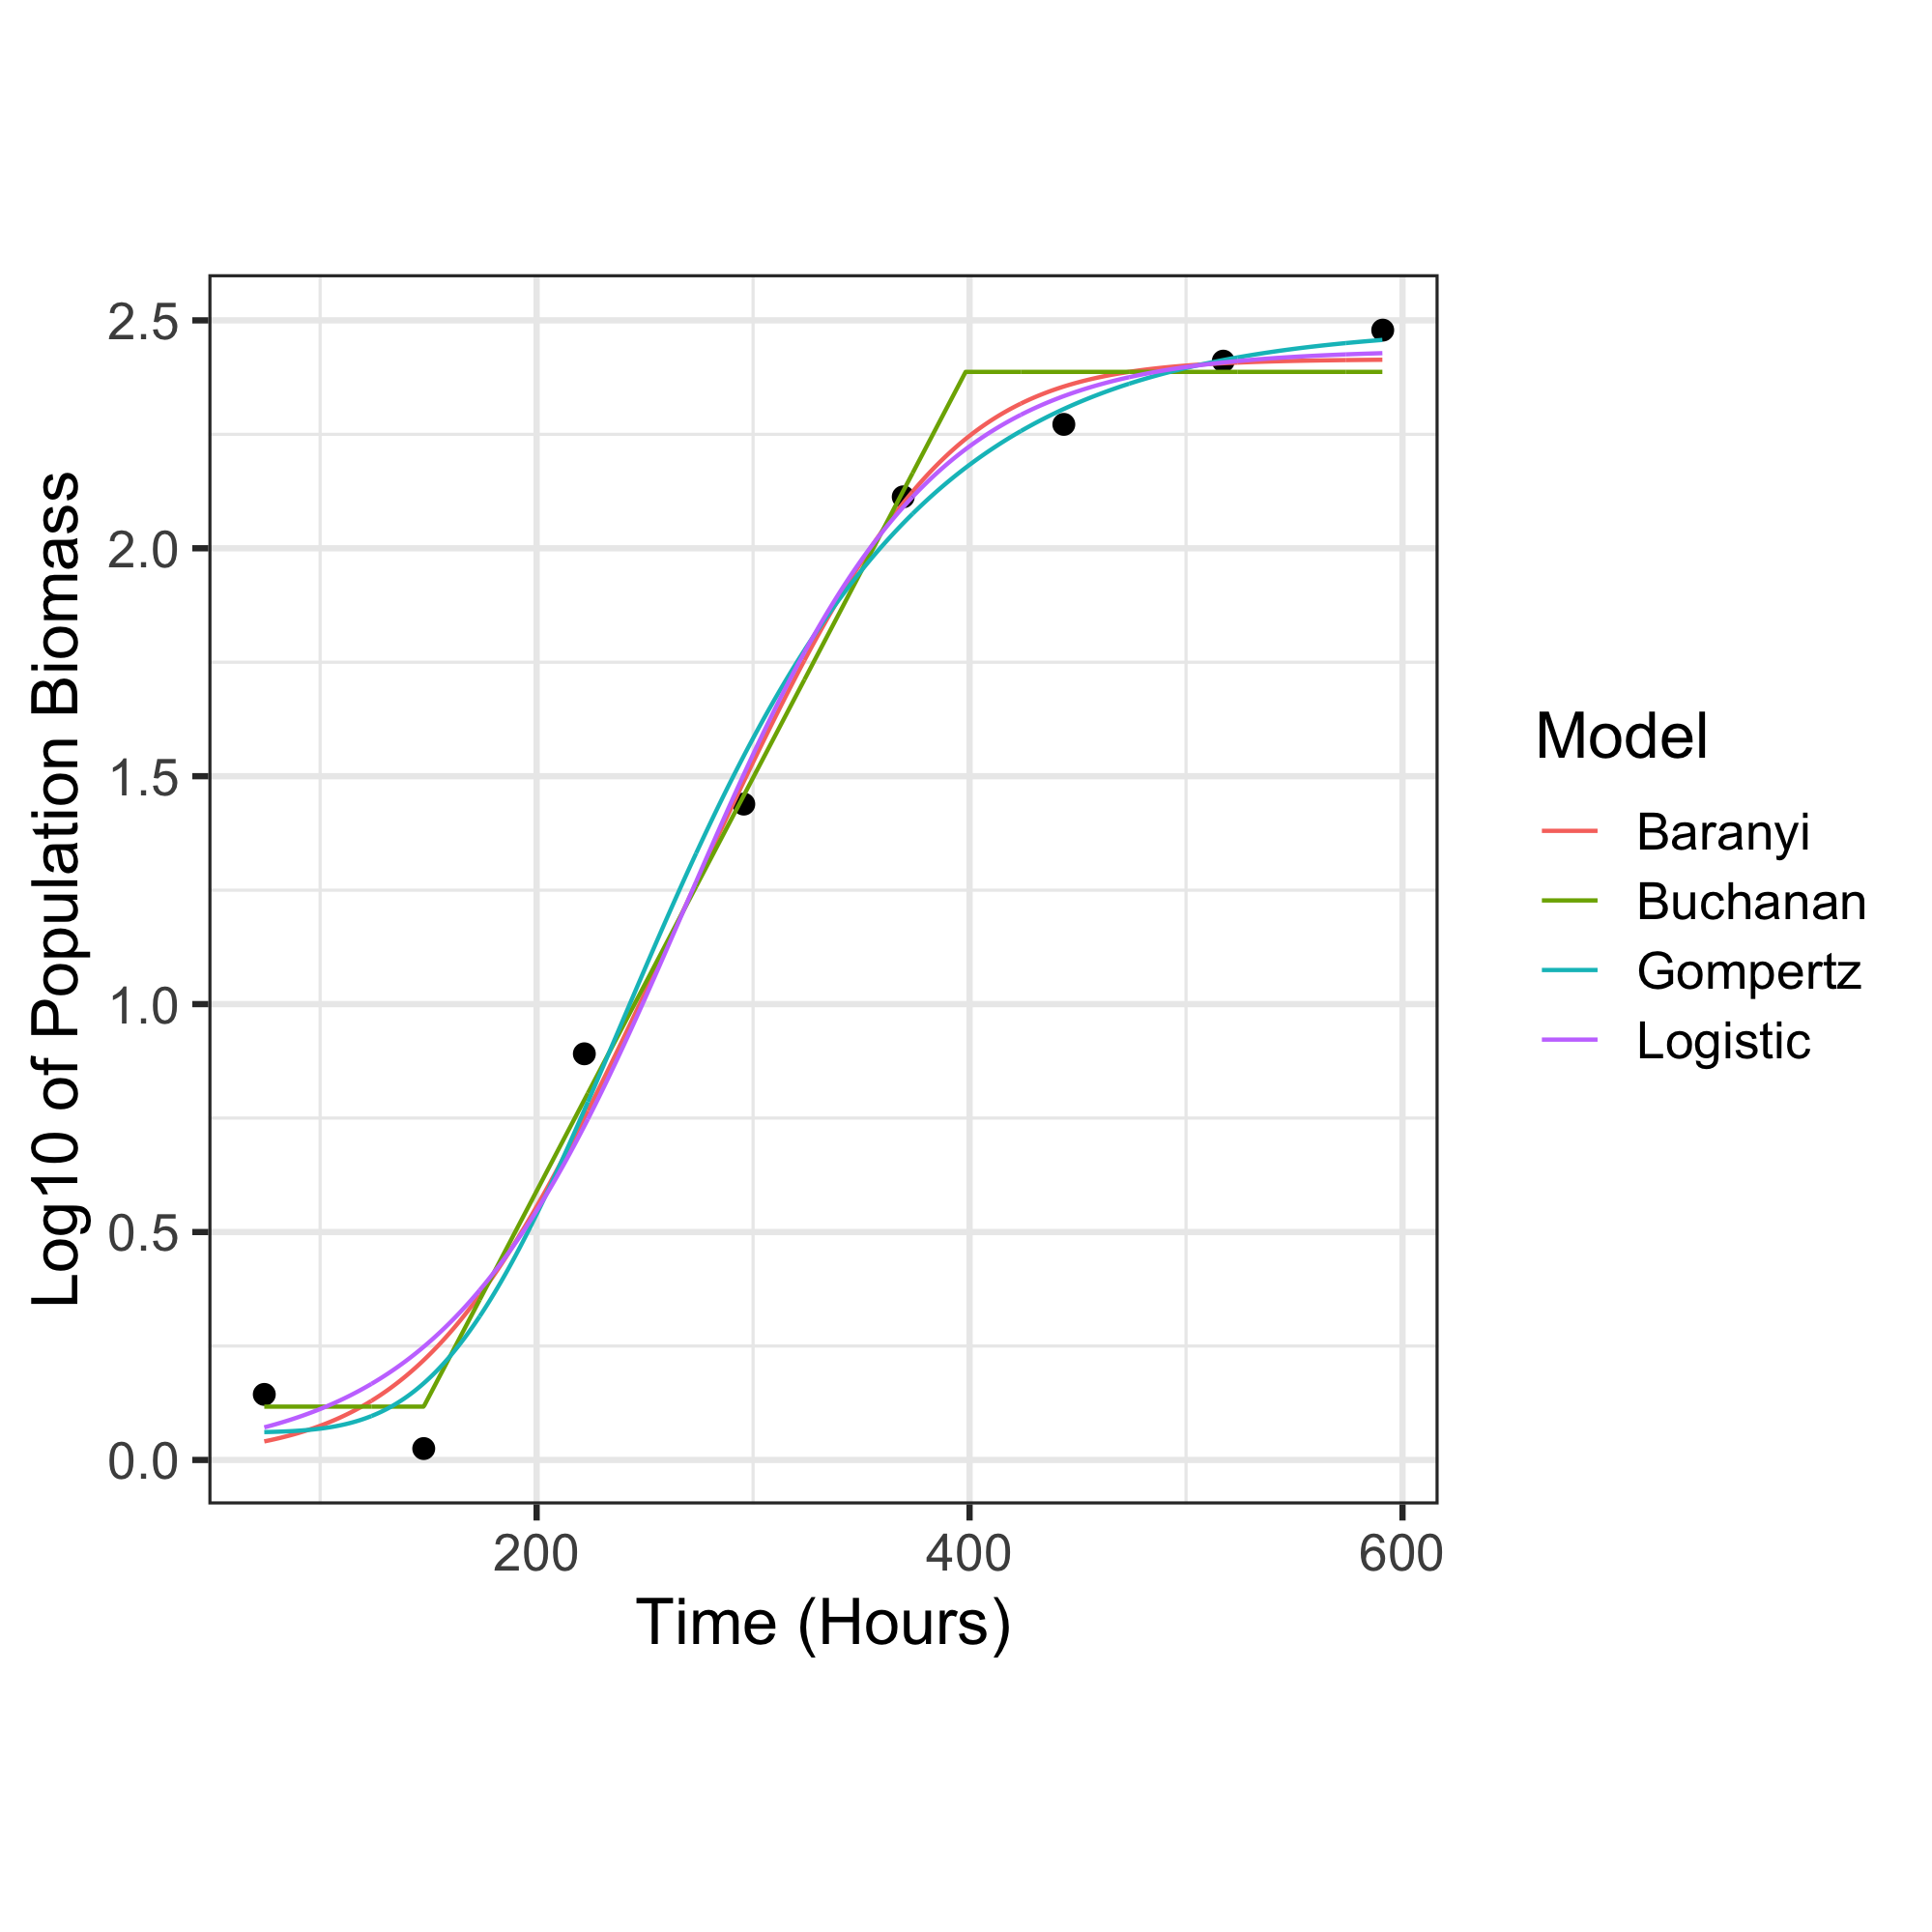 Log10 of Population Biomass
2.5
2.0
1.5
1.0
0.5
0.0
200 400 600
Time (Hours)
Model
Baranyi
Buchanan
Gompertz
Logistic